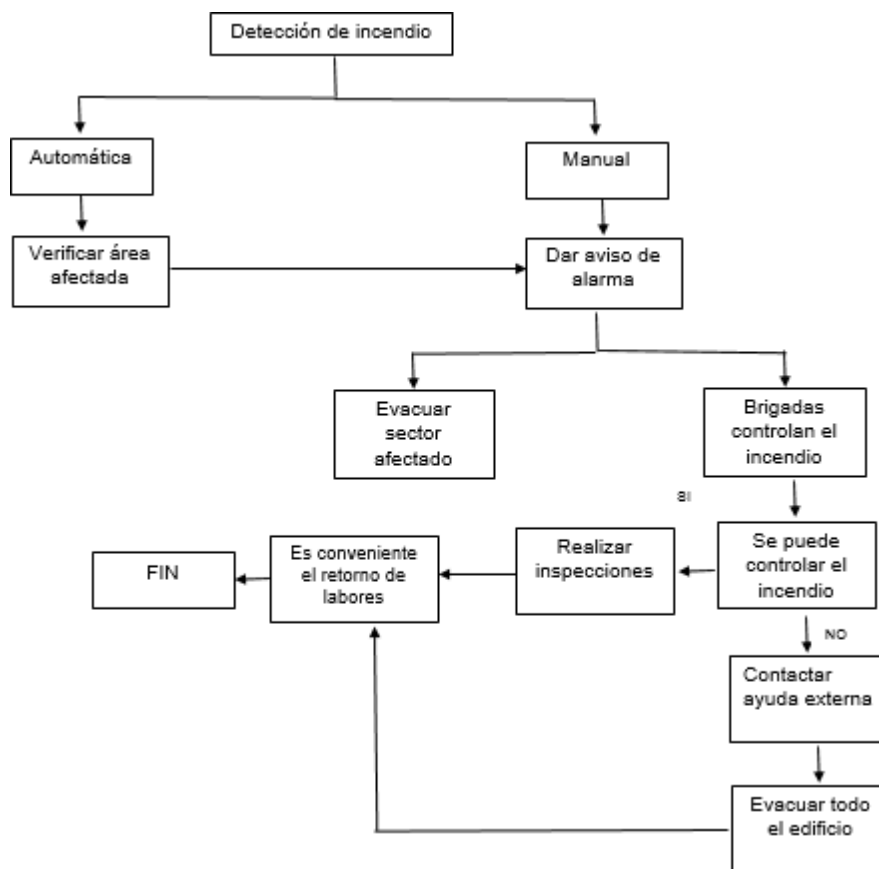 Detección de incendio
Automática
Manual
Verificar área
afectada
Dar aviso de
alarma
Evacuar
sector
afectado
Brigadas
controlan el
incendio
SI
Se puede
controlar el
incendio
Realizar
inspecciones
Es conveniente
el retorno de
labores
FIN
NO
Contactar
ayuda externa
Evacuar todo
el edificio